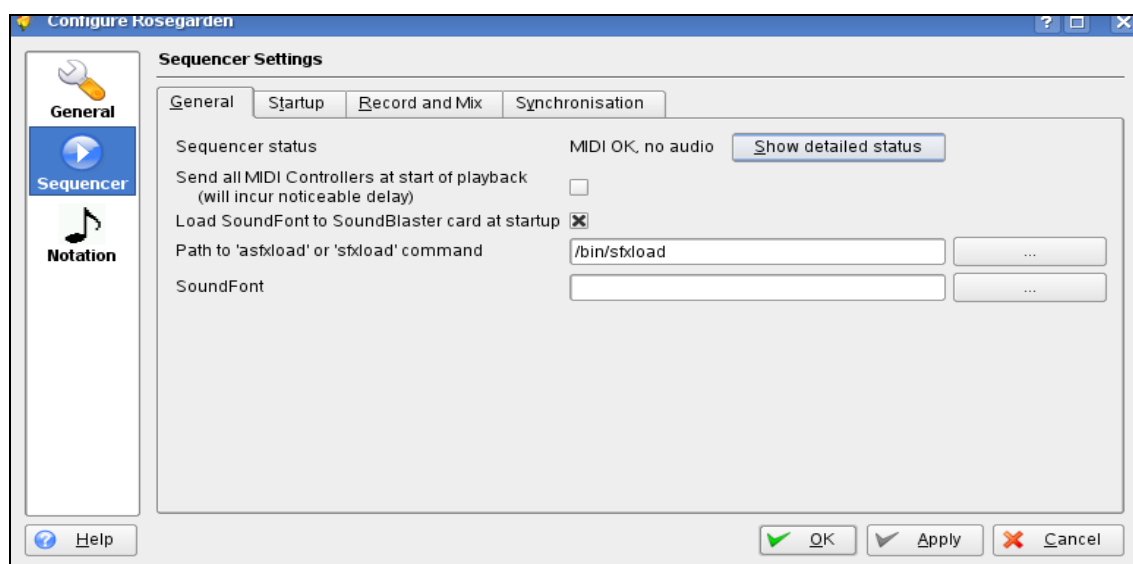 Configure Rosegarden
General
Sequencer
Notation
Sequencer Settings
General Startup Record and Mix Synchronisation
Sequencer status MIDI OK, no audio Show detailed status
Send all MIDI Controllers at start of playback
(will incur noticeable delay)
Load SoundFont to SoundBlaster card at startup
Path to 'asfxload' or 'sfxload' command /bin/sfxload ...
SoundFont ...
Help OK Apply Cancel